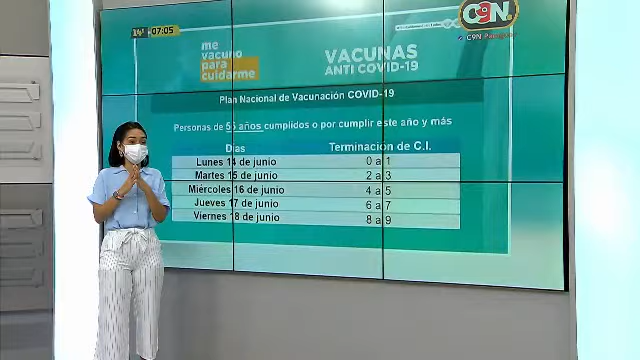 14° 07:05
C9N
C9N Paraguay
me
vacuno
para
cuidarme
VACUNAS
ANTI COVID-19
Plan Nacional de Vacunación COVID-19
Personas de 55 años cumplidos o por cumplir este año y más
Días Terminación de C.I.
Lunes 14 de junio 0 a 1
Martes 15 de junio 2 a 3
Miércoles 16 de junio 4 a 5
Jueves 17 de junio 6 a 7
Viernes 18 de junio 8 a 9